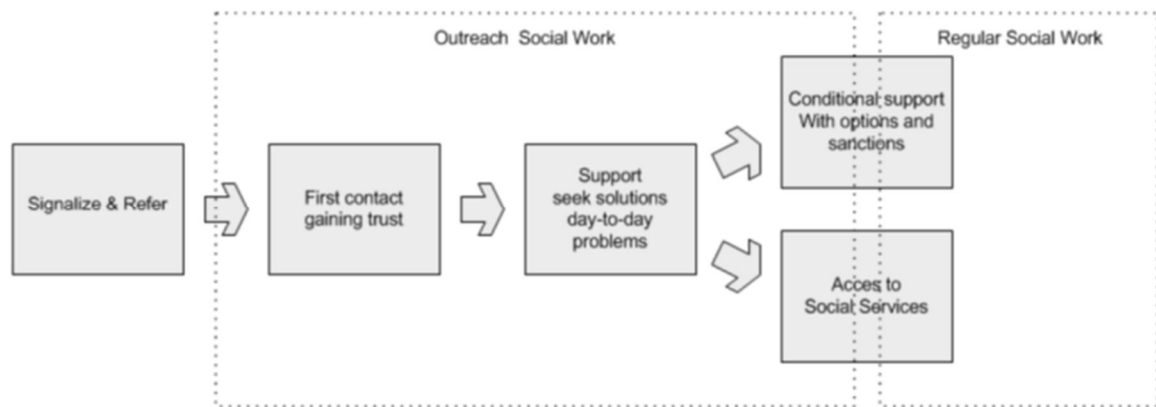 Outreach Social Work
Regular Social Work
Signalize & Refer
First contact
gaining trust
Support
seek solutions
day-to-day
problems
Conditional support
With options and
sanctions
Acces to
Social Services